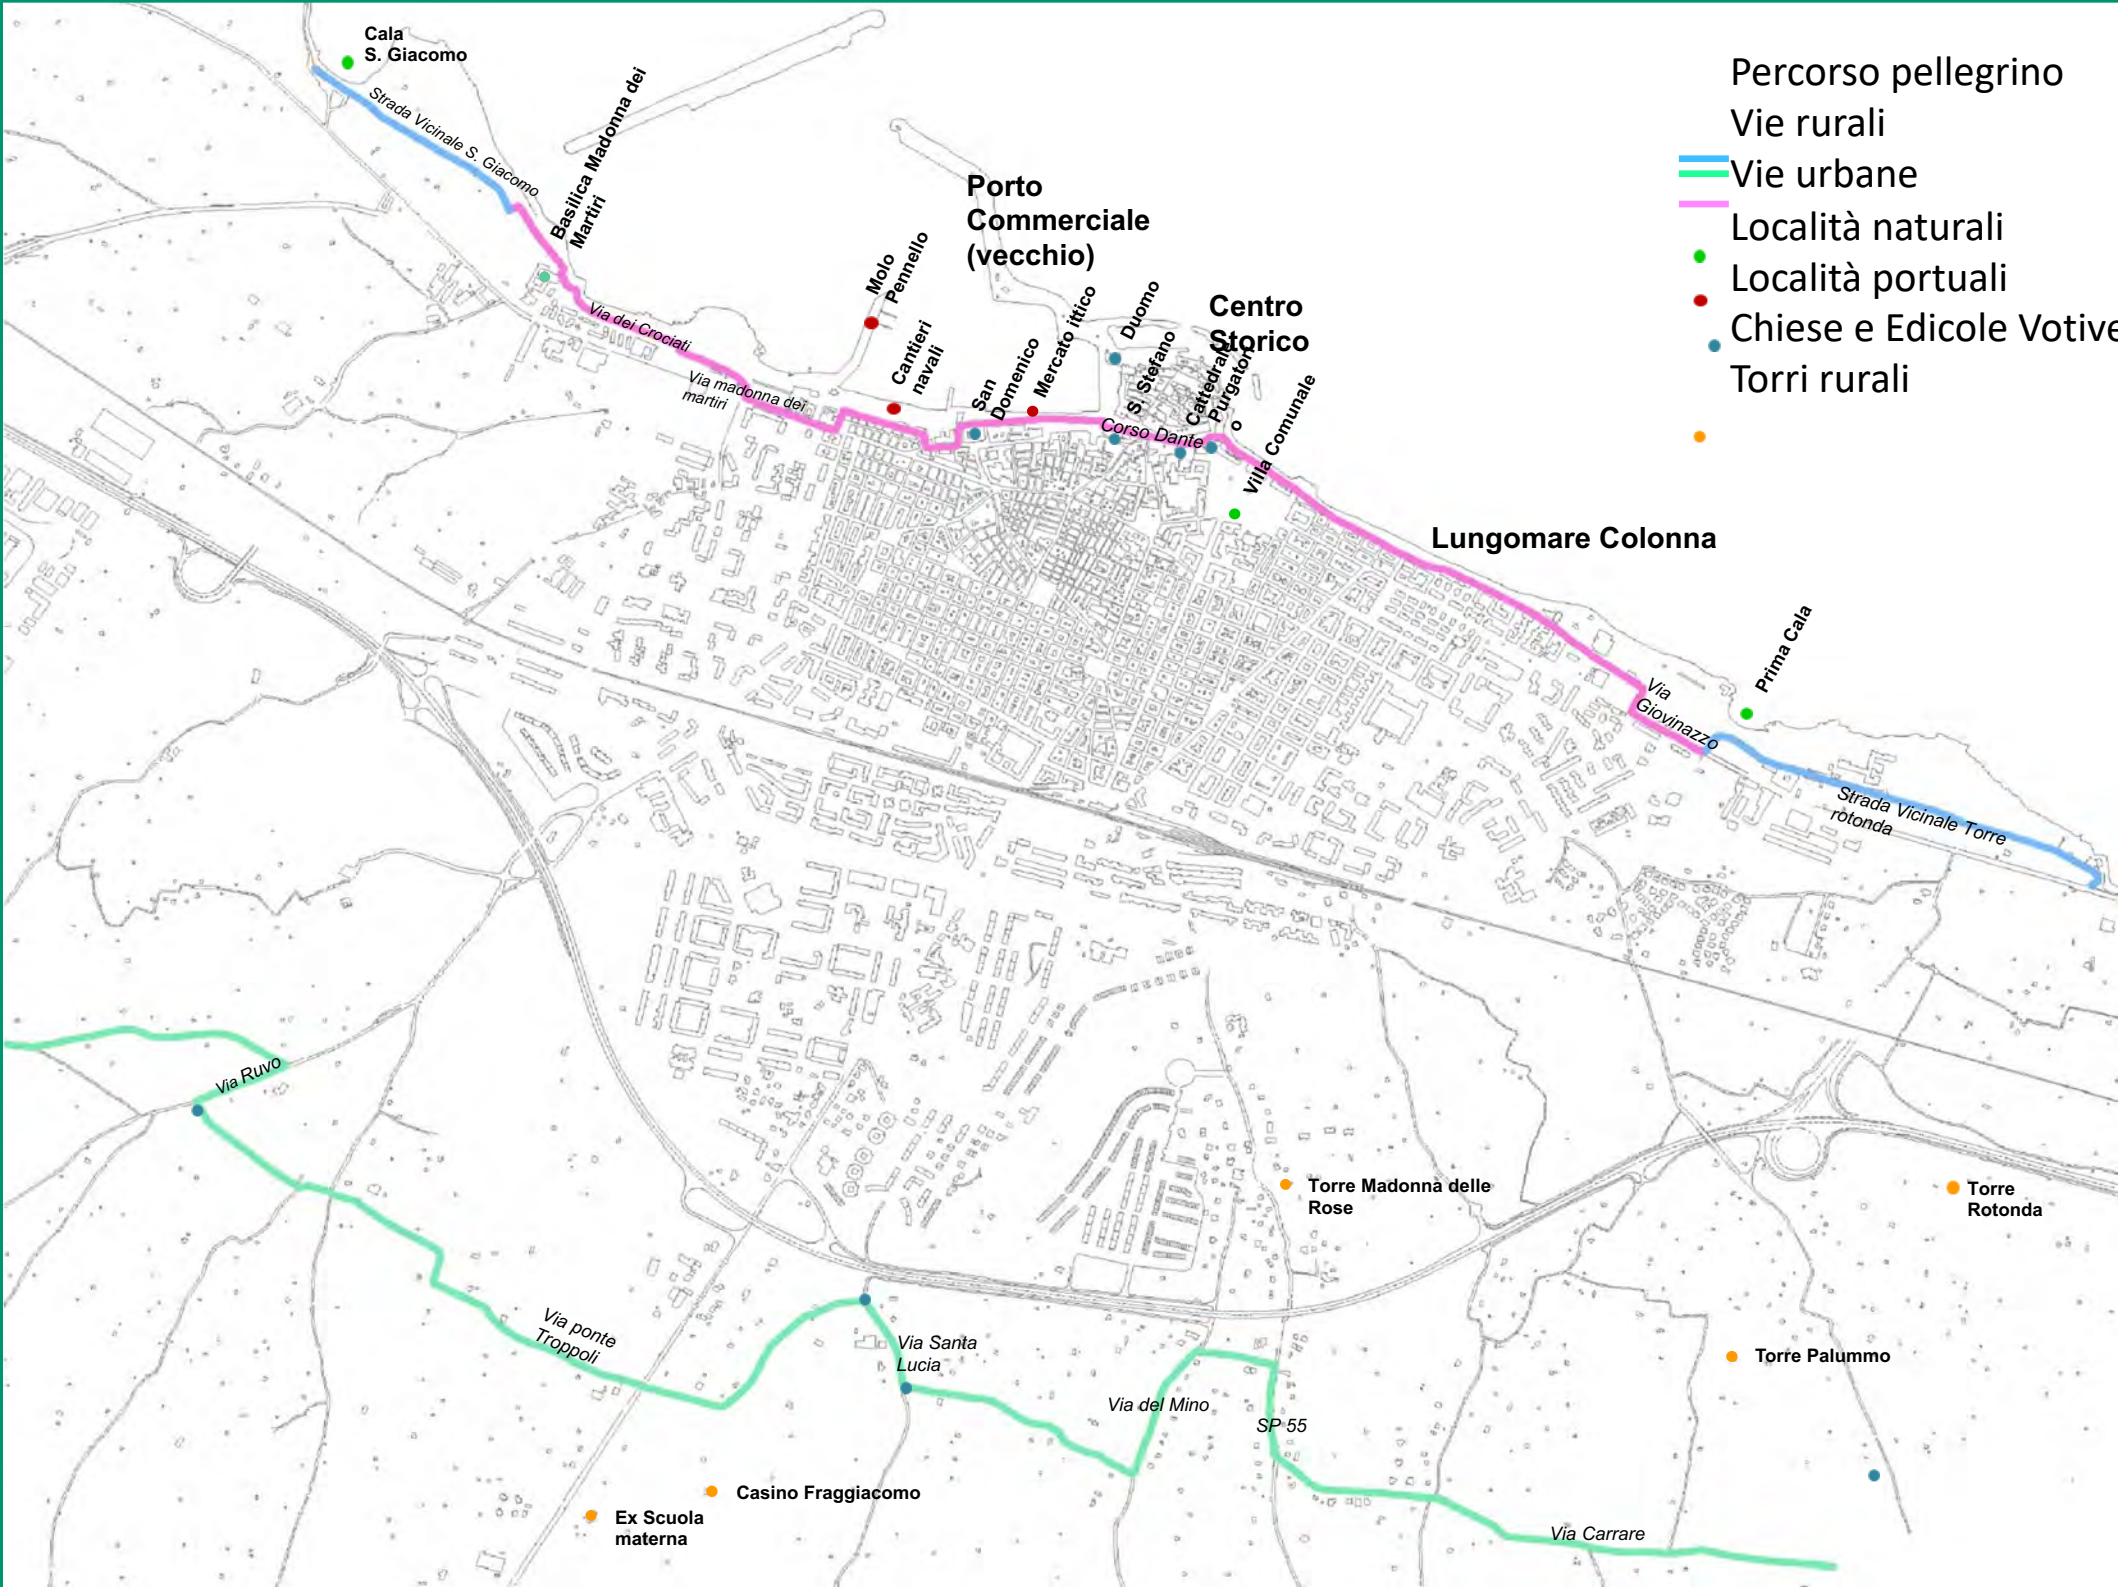 Cala
S. Giacomo
Strada Vicinale S. Giacomo
Basilica Madonna dei
Martiri
Percorso pellegrino
Vie rurali
Vie urbane
Località naturali
Località portuali
Chiese e Edicole Votive
Torri rurali
Porto
Commerciale
(vecchio)
Molo
Pennello
Cantieri
navali
San
Domenico
Mercato ittico
Duomo
Centro
Storico
S. Stefano
Cattedrale
Purgatori
o
Villa Comunale
Via dei Crociati
Via madonna dei
martiri
Corso Dante
Lungomare Colonna
Prima Cala
Via
Giovinazzo
Strada Vicinale Torre
rotonda
Via Ruvo
Torre Madonna delle
Rose
Torre
Rotonda
Via ponte
Troppoli
Via Santa
Lucia
Torre Palummo
Via del Mino
SP 55
Casino Fraggiacomo
Ex Scuola
materna
Via Carrare